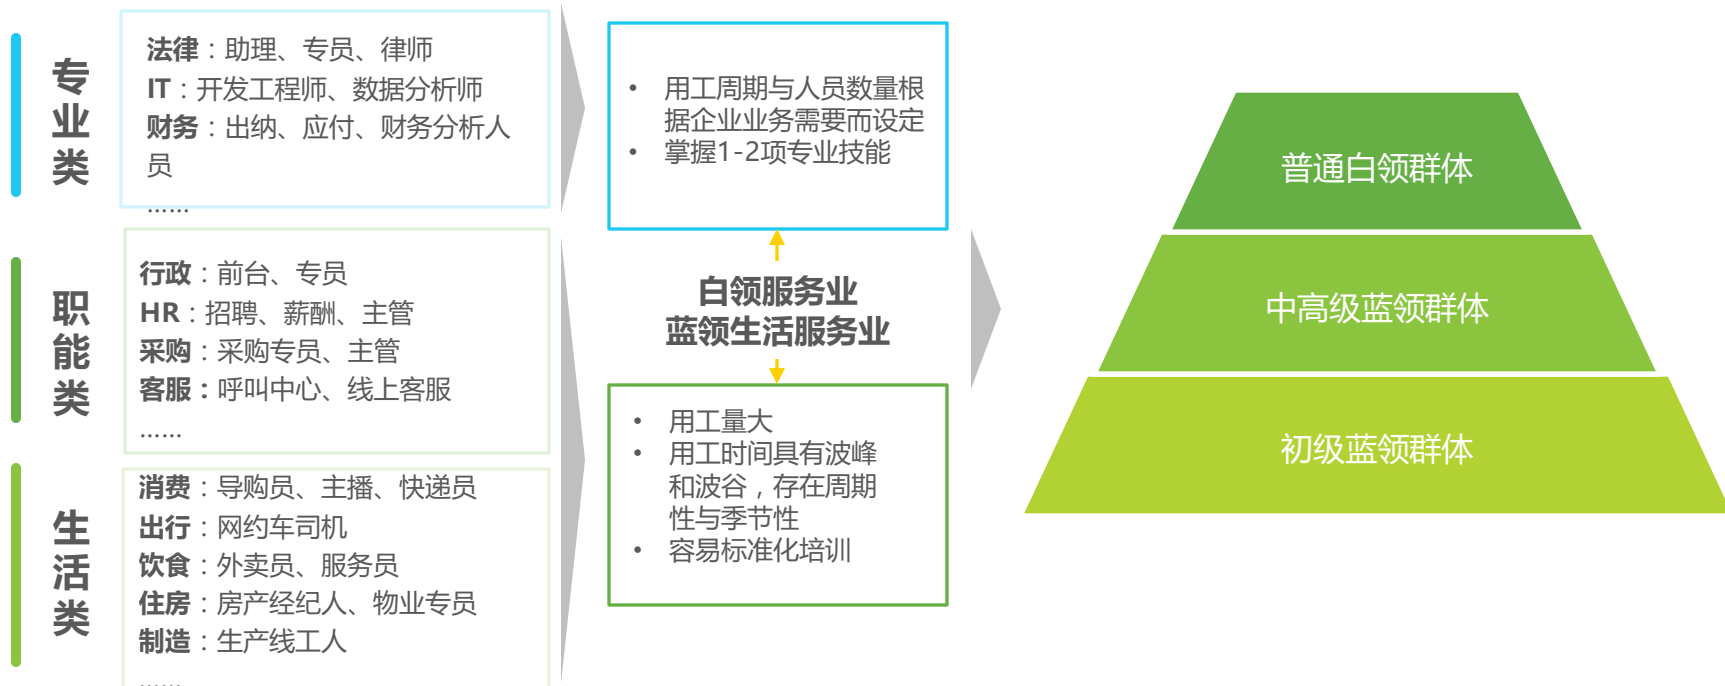 专业类
法律：助理、专员、律师
IT：开发工程师、数据分析师
财务：出纳、应付、财务分析人
员
……
职能类
行政：前台、专员
HR：招聘、薪酬、主管
采购：采购专员、主管
客服：呼叫中心、线上客服
……
生活类
消费：导购员、主播、快递员
出行：网约车司机
饮食：外卖员、服务员
住房：房产经纪人、物业专员
制造：生产线工人
……
• 用工周期与人员数量根
据企业业务需要而设定
• 掌握1-2项专业技能
白领服务业
蓝领生活服务业
• 用工量大
• 用工时间具有波峰
和波谷，存在周期
性与季节性
• 容易标准化培训
普通白领群体
中高级蓝领群体
初级蓝领群体